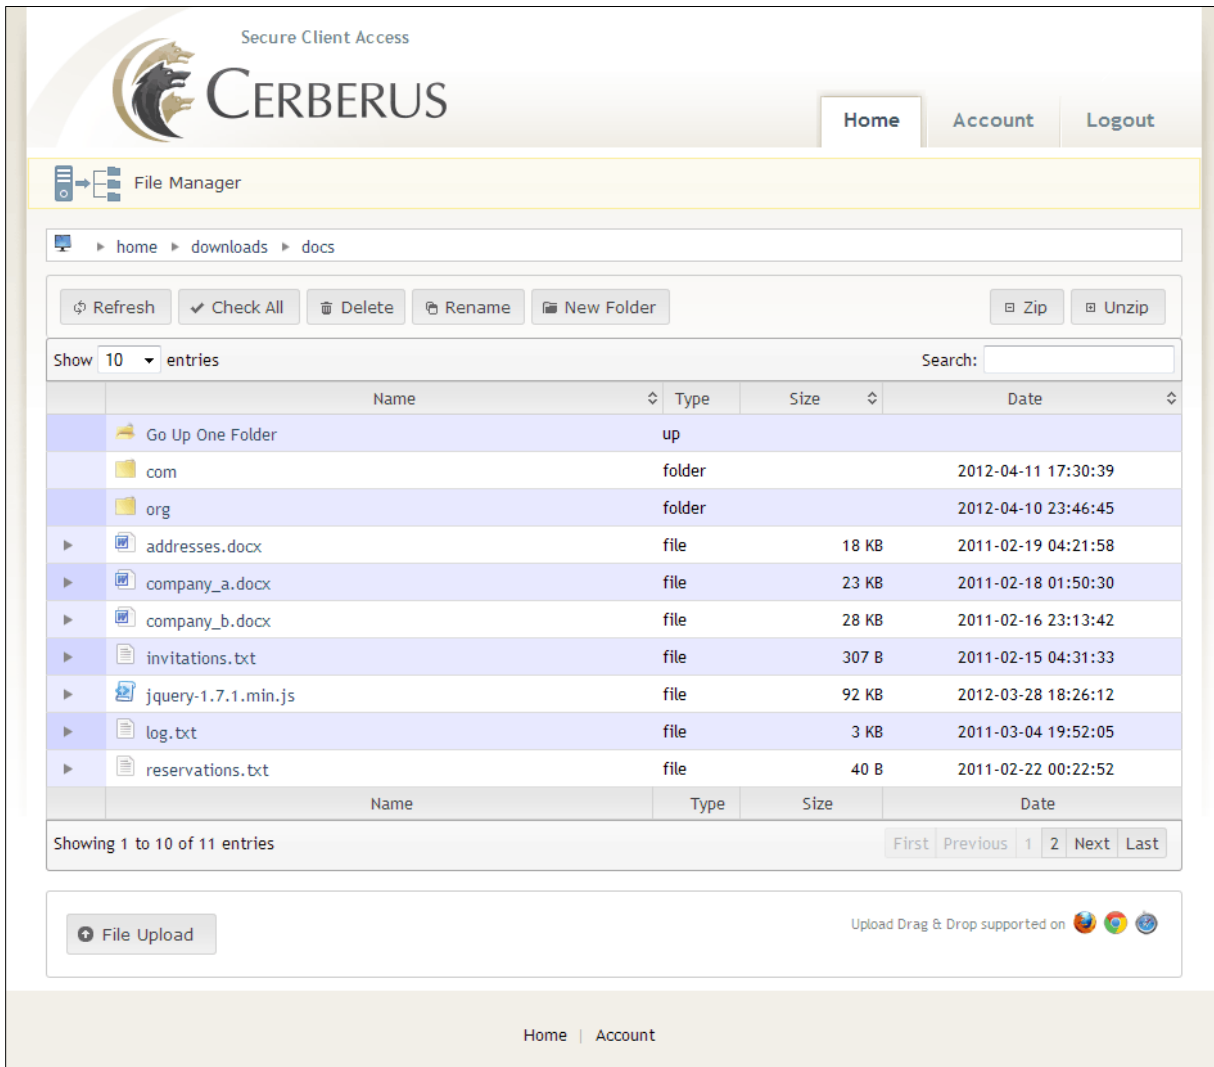 Secure Client Access
CERBERUS
Home Account Logout
File Manager
home downloads docs
Refresh Check All Delete Rename New Folder Zip Unzip
Show 10 entries Search:
Name Type Size Date
Go Up One Folder up
com folder 2012-04-11 17:30:39
org folder 2012-04-10 23:46:45
addresses.docx file 18 KB 2011-02-19 04:21:58
company_a.docx file 23 KB 2011-02-18 01:50:30
company_b.docx file 28 KB 2011-02-16 23:13:42
invitations.txt file 307 B 2011-02-15 04:31:33
jquery-1.7.1.min.js file 92 KB 2012-03-28 18:26:12
log.txt file 3 KB 2011-03-04 19:52:05
reservations.txt file 40 B 2011-02-22 00:22:52
Name Type Size Date
Showing 1 to 10 of 11 entries First Previous 1 2 Next Last
File Upload Upload Drag & Drop supported on
Home | Account